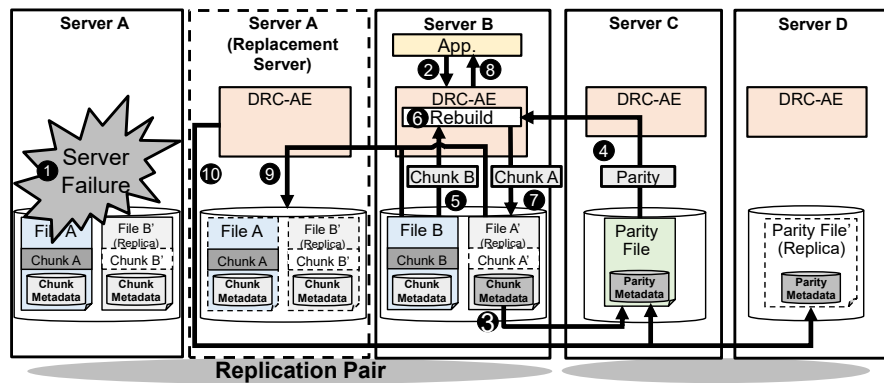 Server A
Server A
(Replacement
Server)
Server B
Server C
Server D
App.
2
8
DRC-AE
DRC-AE
DRC-AE
DRC-AE
6
Rebuild
1
Server
Failure
10
9
4
Chunk B
Chunk A
Parity
5
7
File A
File B'
(Replica)
Chunk A
Chunk B'
Chunk
Metadata
Chunk
Metadata
File A
File B'
(Replica)
Chunk A
Chunk B'
Chunk
Metadata
Chunk
Metadata
File B
File A'
(Replica)
Chunk B
Chunk A'
Chunk
Metadata
Chunk
Metadata
3
Parity
File
Parity
Metadata
Parity File'
(Replica)
Parity
Metadata
Replication Pair